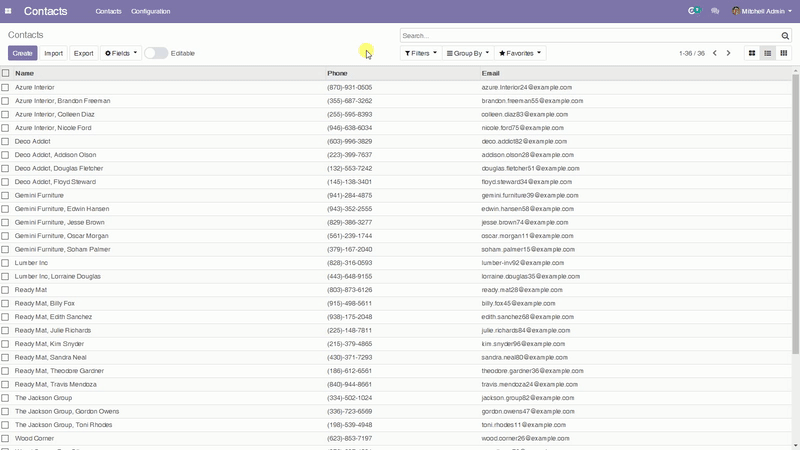 Contacts Contacts Configuration Mitchell Admin
Contacts Search...
Create Import Export Fields Editable Filters Group By Favorites 1-36 / 36
Name Phone Email
Azure Interior (870)-931-0505 azure.Interior24@example.com
Azure Interior, Brandon Freeman (355)-687-3262 brandon.freeman55@example.com
Azure Interior, Colleen Diaz (255)-595-8393 colleen.diaz83@example.com
Azure Interior, Nicole Ford (946)-638-6034 nicole.ford75@example.com
Deco Addict (603)-996-3829 deco.addict82@example.com
Deco Addict, Addison Olson (223)-399-7637 addison.olson28@example.com
Deco Addict, Douglas Fletcher (132)-553-7242 douglas.fletcher51@example.com
Deco Addict, Floyd Steward (145)-138-3401 floyd.steward34@example.com
Gemini Furniture (941)-284-4875 gemini.furniture39@example.com
Gemini Furniture, Edwin Hansen (943)-352-2555 edwin.hansen58@example.com
Gemini Furniture, Jesse Brown (829)-386-3277 jesse.brown74@example.com
Gemini Furniture, Oscar Morgan (561)-239-1744 oscar.morgan11@example.com
Gemini Furniture, Soham Palmer (379)-167-2040 soham.palmer15@example.com
Lumber Inc (828)-316-0593 lumber-inv92@example.com
Lumber Inc, Lorraine Douglas (443)-648-9155 lorraine.douglas35@example.com
Ready Mat (803)-873-6126 ready.mat28@example.com
Ready Mat, Billy Fox (915)-498-5611 billy.fox45@example.com
Ready Mat, Edith Sanchez (938)-175-2048 edith.sanchez68@example.com
Ready Mat, Julie Richards (225)-148-7811 julie.richards84@example.com
Ready Mat, Kim Snyder (215)-379-4865 kim.snyder96@example.com
Ready Mat, Sandra Neal (430)-371-7293 sandra.neal80@example.com
Ready Mat, Theodore Gardner (186)-612-6561 theodore.gardner36@example.com
Ready Mat, Travis Mendoza (840)-944-8661 travis.mendoza24@example.com
The Jackson Group (334)-502-1024 jackson.group82@example.com
The Jackson Group, Gordon Owens (336)-723-6569 gordon.owens47@example.com
The Jackson Group, Toni Rhodes (198)-539-4948 toni.rhodes11@example.com
Wood Corner (623)-853-7197 wood.corner26@example.com